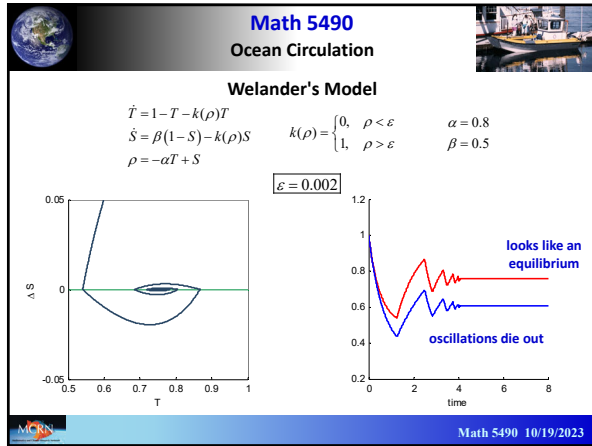 Math 5490
Ocean Circulation
Welander's Model
Ṫ = 1 − T − k(ρ)T
Ṡ = β(1 − S) − k(ρ)S
ρ = −αT + S
k(ρ) = {0, ρ < ε
1, ρ > ε
α = 0.8
β = 0.5
ε = 0.002
0.05
0
-0.05
Δ S
0.5 0.6 0.7 0.8 0.9 1
T
1.2
1
0.8
0.6
0.4
0.2
looks like an
equilibrium
oscillations die out
0 2 4 6 8
time
MCRN
Math 5490 10/19/2023